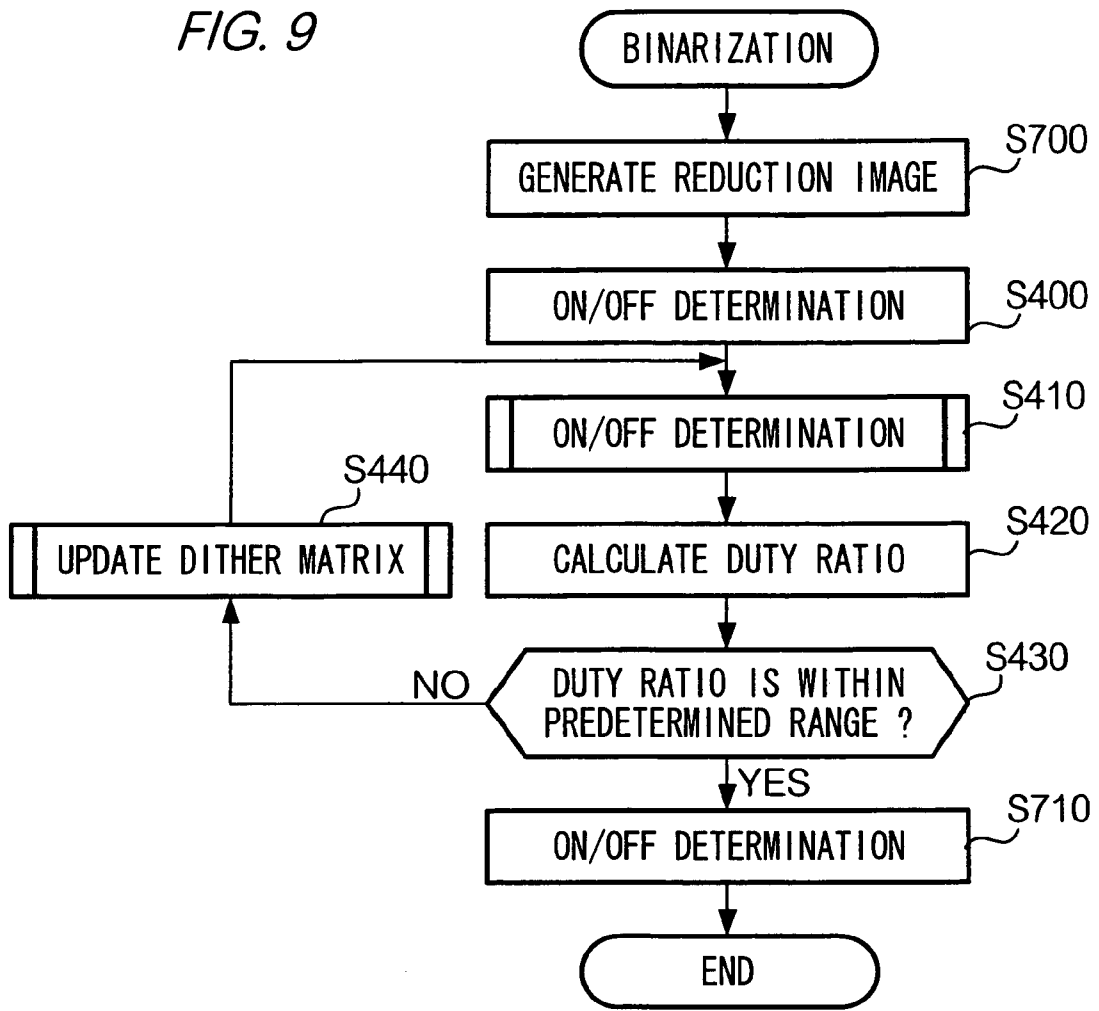 FIG. 9
BINARIZATION
S700
GENERATE REDUCTION IMAGE
S400
ON/OFF DETERMINATION
S410
ON/OFF DETERMINATION
S440
UPDATE DITHER MATRIX
S420
CALCULATE DUTY RATIO
S430
NO
DUTY RATIO IS WITHIN
PREDETERMINED RANGE ?
YES
S710
ON/OFF DETERMINATION
END